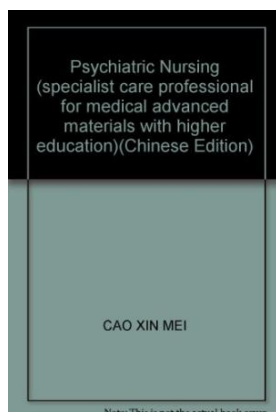 Psychiatric Nursing
(specialist care professional
for medical advanced
materials with higher
education)(Chinese Edition)
CAO XIN MEI